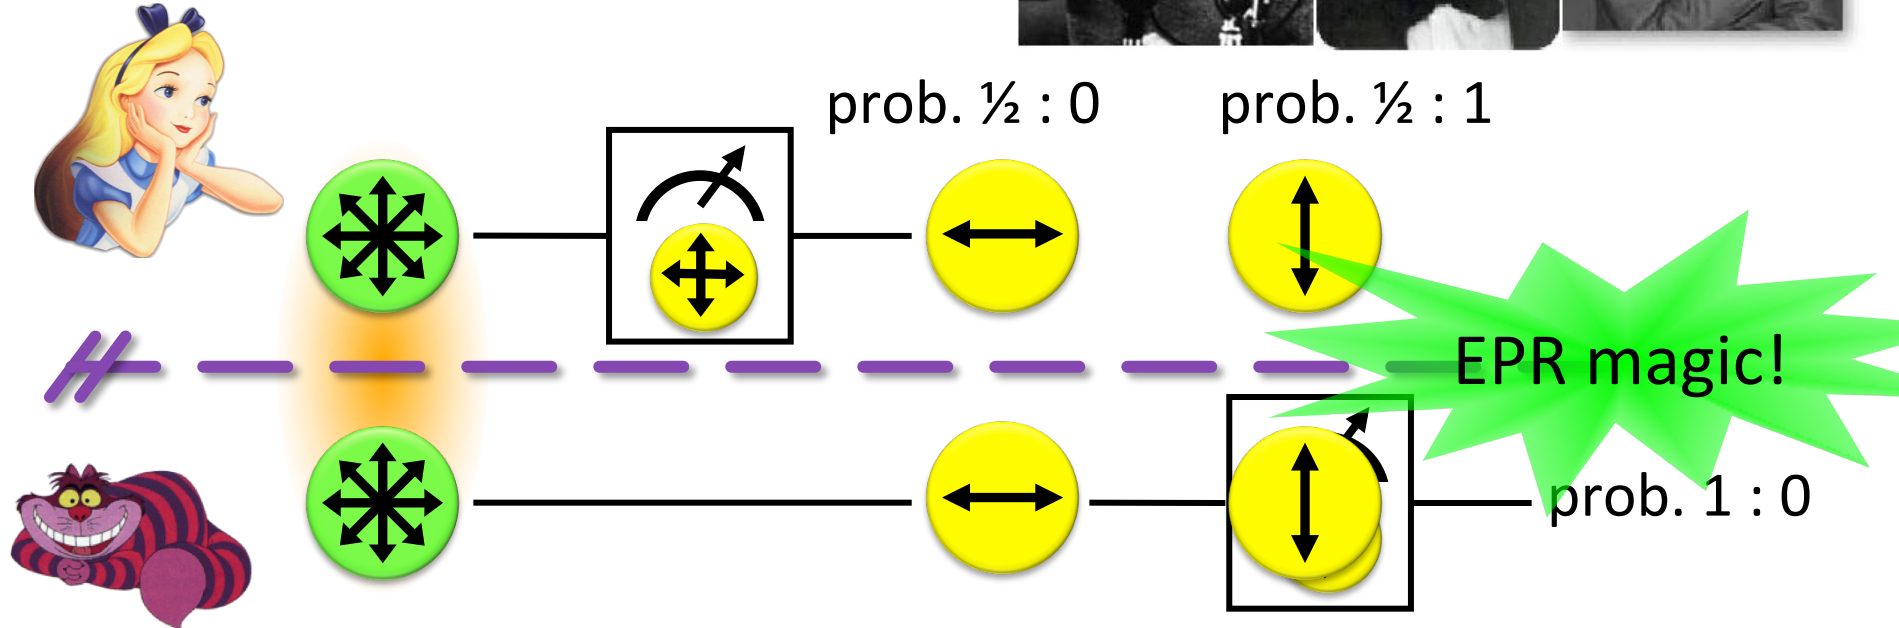 prob. ½ : 0
prob. ½ : 1
EPR magic!
prob. 1 : 0